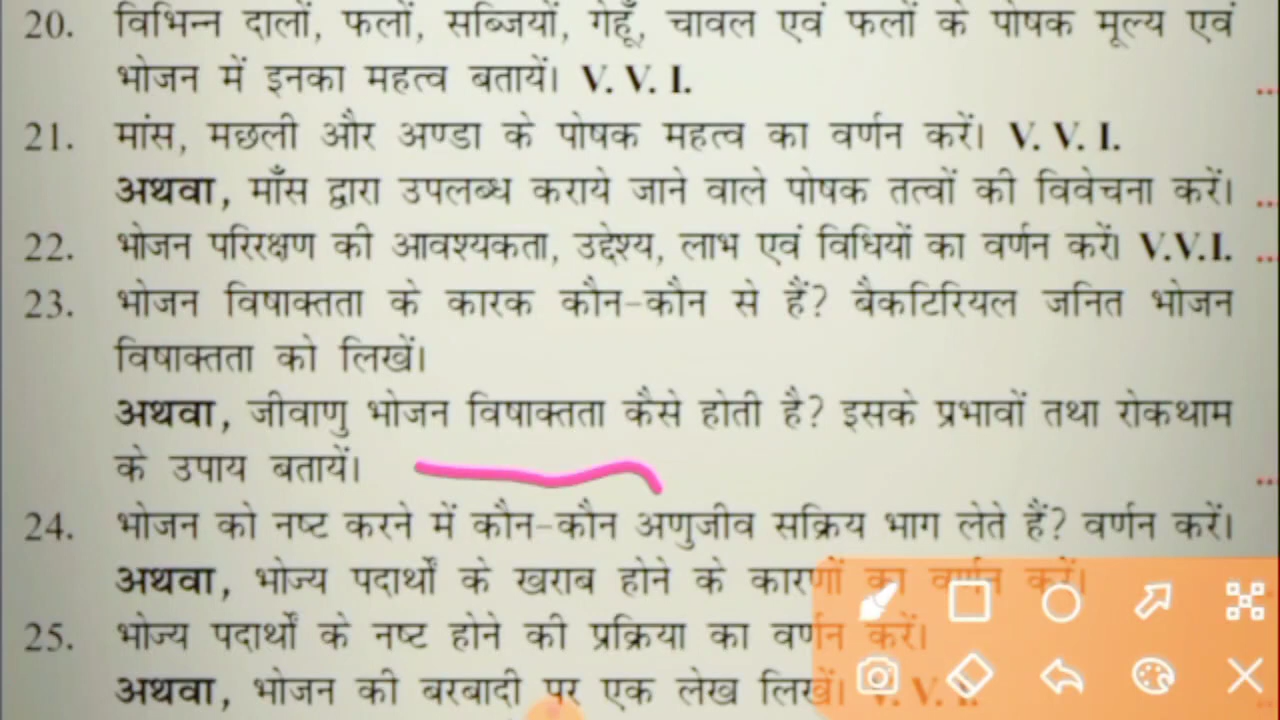 20. विभिन्न दालों, फलों, सब्जियों, गेहूँ, चावल एवं फलों के पोषक मूल्य एवं
भोजन में इनका महत्व बतायें। V. V. I.
21. मांस, मछली और अण्डा के पोषक महत्व का वर्णन करें। V. V. I.
अथवा, माँस द्वारा उपलब्ध कराये जाने वाले पोषक तत्वों की विवेचना करें।
22. भोजन परिरक्षण की आवश्यकता, उद्देश्य, लाभ एवं विधियों का वर्णन करें। V.V.I.
23. भोजन विषाक्तता के कारक कौन-कौन से हैं? बैकटिरियल जनित भोजन
विषाक्तता को लिखें।
अथवा, जीवाणु भोजन विषाक्तता कैसे होती है? इसके प्रभावों तथा रोकथाम
के उपाय बतायें।
24. भोजन को नष्ट करने में कौन-कौन अणुजीव सक्रिय भाग लेते हैं? वर्णन करें।
अथवा, भोज्य पदार्थों के खराब होने के कारणों का वर्णन करें।
25. भोज्य पदार्थों के नष्ट होने की प्रक्रिया का वर्णन करें।
अथवा, भोजन की बरबादी पर एक लेख लिखें। V. V. I.